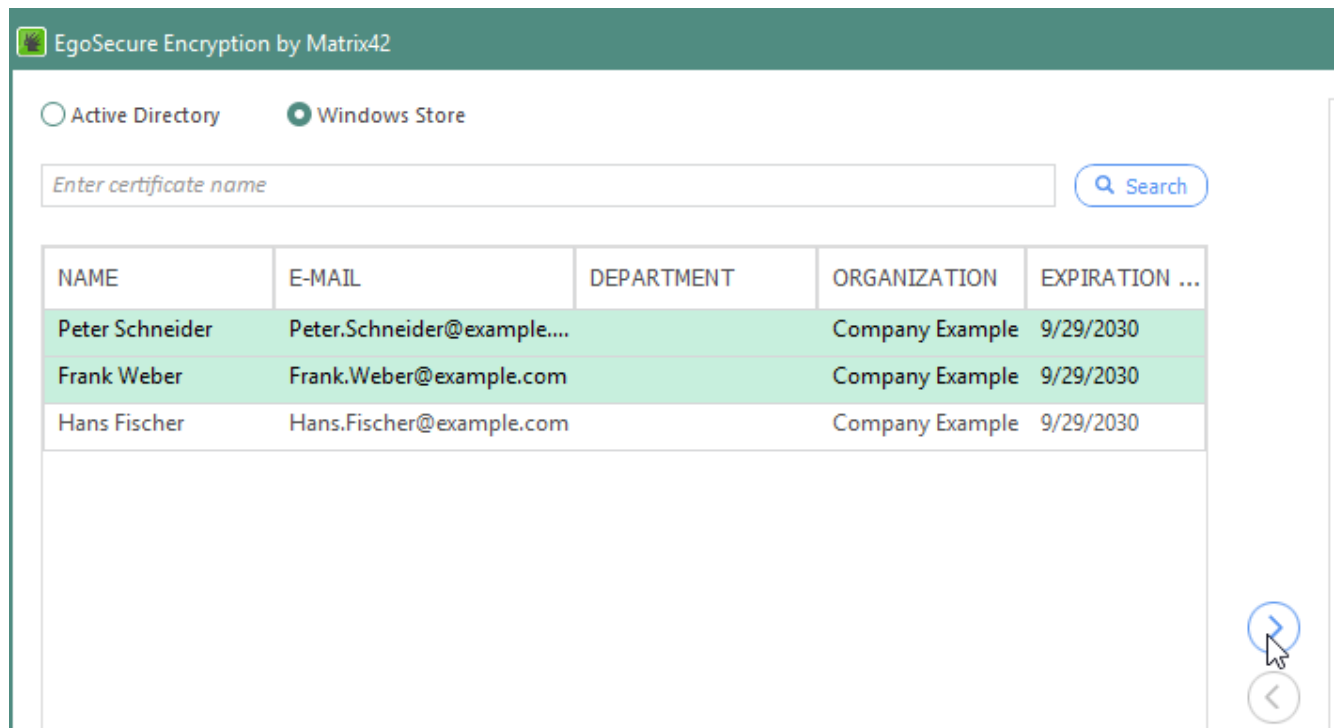 EgoSecure Encryption by Matrix42
Active Directory Windows Store
Enter certificate name Search
NAME E-MAIL DEPARTMENT ORGANIZATION EXPIRATION ...
Peter Schneider Peter.Schneider@example.... Company Example 9/29/2030
Frank Weber Frank.Weber@example.com Company Example 9/29/2030
Hans Fischer Hans.Fischer@example.com Company Example 9/29/2030